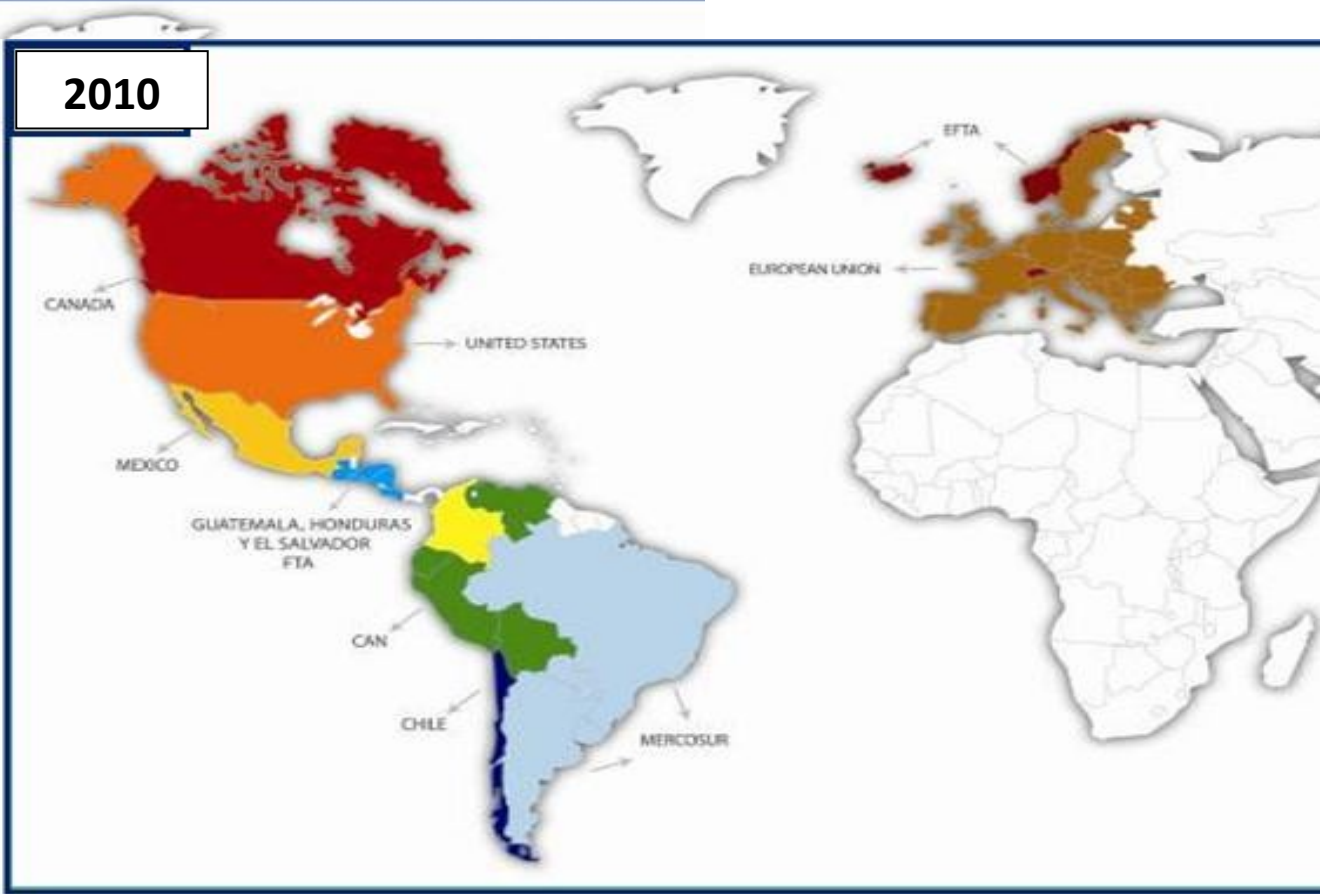 2010
EFTA
EUROPEAN UNION
CANADA
UNITED STATES
MEXICO
GUATEMALA, HONDURAS
Y EL SALVADOR
FTA
CAN
CHILE
MERCOSUR